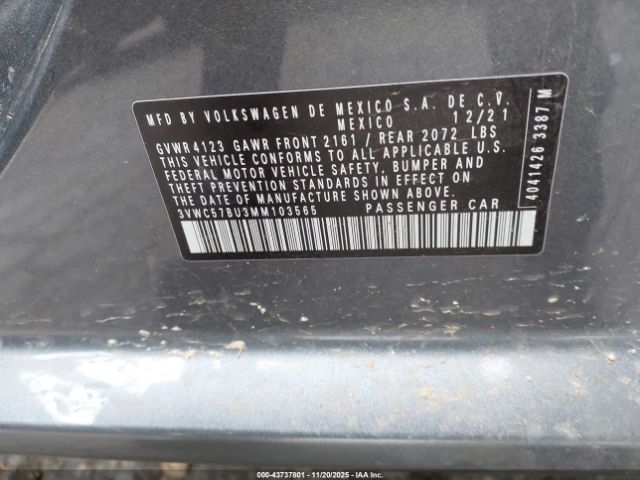 MFD BY VOLKSWAGEN DE MEXICO S.A. DE C.V.
MEXICO 12/21
GVWR 4123 GAWR FRONT 2161 / REAR 2072 LBS
THIS VEHICLE CONFORMS TO ALL APPLICABLE U.S.
FEDERAL MOTOR VEHICLE SAFETY, BUMPER AND
THEFT PREVENTION STANDARDS IN EFFECT ON
THE DATE OF MANUFACTURE SHOWN ABOVE.
3VWC57BU3MM103565 PASSENGER CAR
4041426 3387 M
00-43737801 - 11/20/2025 - IAA Inc.